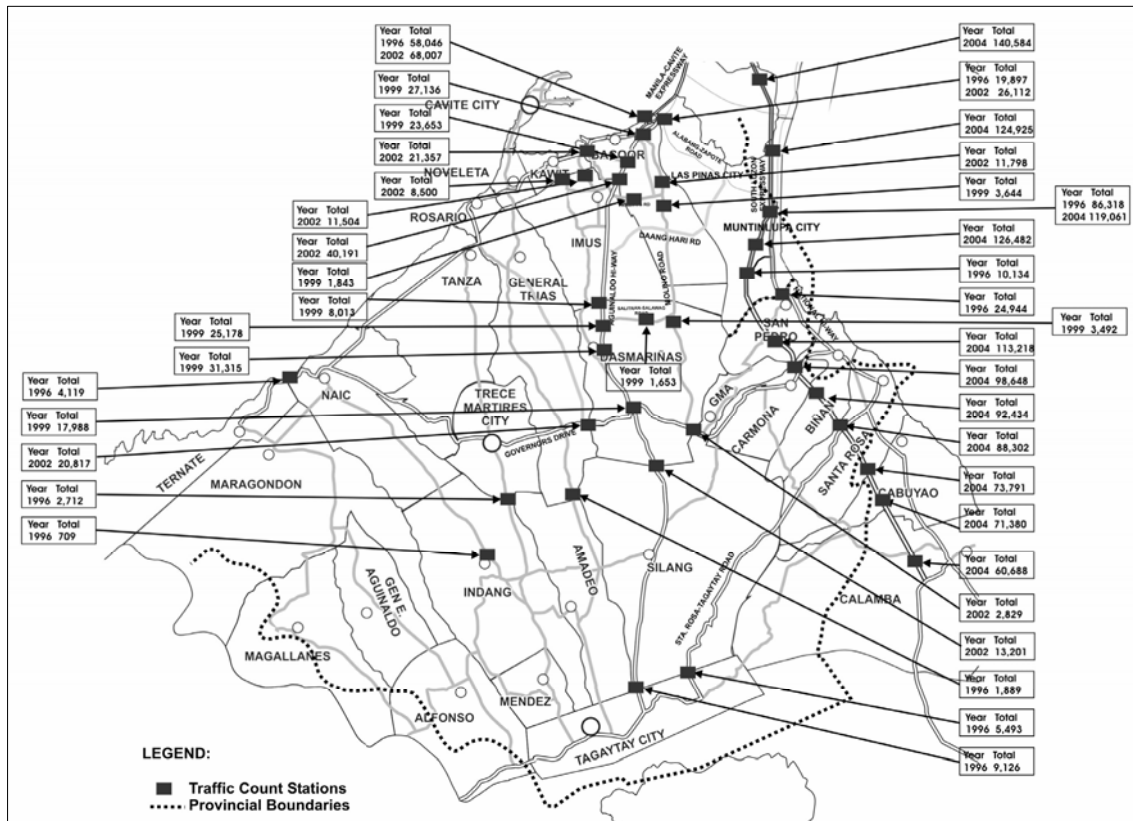 Year Total
1996 58,046
2002 68,007
Year Total
1999 27,136
Year Total
1999 23,653
Year Total
2002 21,357
Year Total
2002 8,500
Year Total
2002 11,504
Year Total
2002 40,191
Year Total
1999 1,843
Year Total
1999 8,013
Year Total
1999 25,178
Year Total
1999 31,315
Year Total
1996 4,119
Year Total
1999 17,988
Year Total
2002 20,817
Year Total
1996 2,712
Year Total
1996 709
Year Total
1999 1,653
MANILA-CAVITE
EXPRESSWAY
CAVITE CITY
BACOOR
ALABANG-ZAPOTE
ROAD
NOVELETA
KAWIT
LAS PINAS CITY
SOUTH LUZON
EXPRESSWAY
ROSARIO
MUNTINLUPA CITY
IMUS
DAANG HARI RD
TANZA
GENERAL
TRIAS
AGUINALDO HI-WAY
MOLINO ROAD
SAN
PEDRO
DASMARIÑAS
NAIC
TRECE
MARTIRES
CITY
GMA
CARMONA
BIÑAN
GOVERNORS DRIVE
SANTA ROSA
TERNATE
MARAGONDON
CABUYAO
AMADEO
SILANG
STA. ROSA-TAGAYTAY ROAD
INDANG
GEN E.
AGUINALDO
CALAMBA
MAGALLANES
MENDEZ
ALFONSO
TAGAYTAY CITY
Year Total
2004 140,584
Year Total
1996 19,897
2002 26,112
Year Total
2004 124,925
Year Total
2002 11,798
Year Total
1999 3,644
Year Total
1996 86,318
2004 119,061
Year Total
2004 126,482
Year Total
1996 10,134
Year Total
1996 24,944
Year Total
1999 3,492
Year Total
2004 113,218
Year Total
2004 98,648
Year Total
2004 92,434
Year Total
2004 88,302
Year Total
2004 73,791
Year Total
2004 71,380
Year Total
2004 60,688
Year Total
2002 2,829
Year Total
2002 13,201
Year Total
1996 1,889
Year Total
1996 5,493
Year Total
1996 9,126
LEGEND:
Traffic Count Stations
Provincial Boundaries